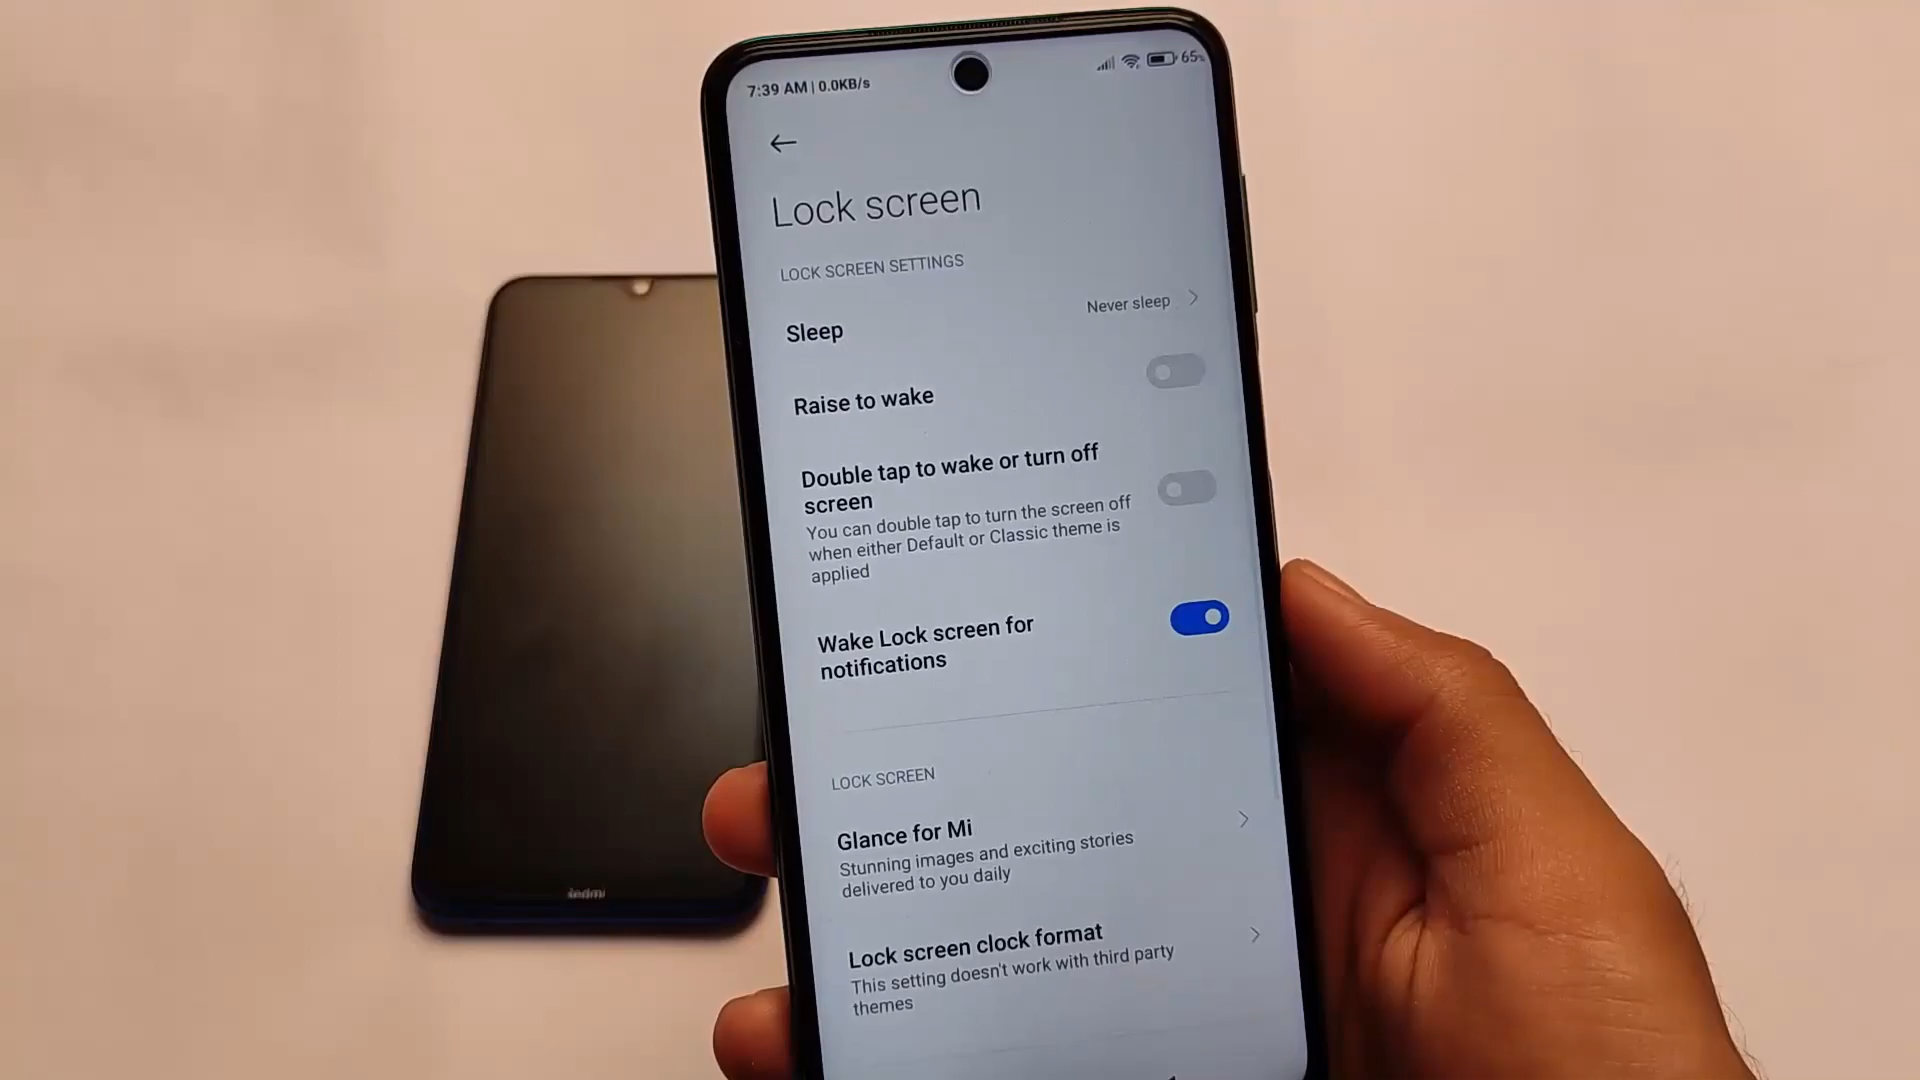 7:39 AM | 0.0KB/s
65%
Lock screen
LOCK SCREEN SETTINGS
Sleep
Never sleep
Raise to wake
Double tap to wake or turn off
screen
You can double tap to turn the screen off
when either Default or Classic theme is
applied
Wake Lock screen for
notifications
LOCK SCREEN
Glance for Mi
Stunning images and exciting stories
delivered to you daily
Lock screen clock format
This setting doesn't work with third party
themes
Redmi